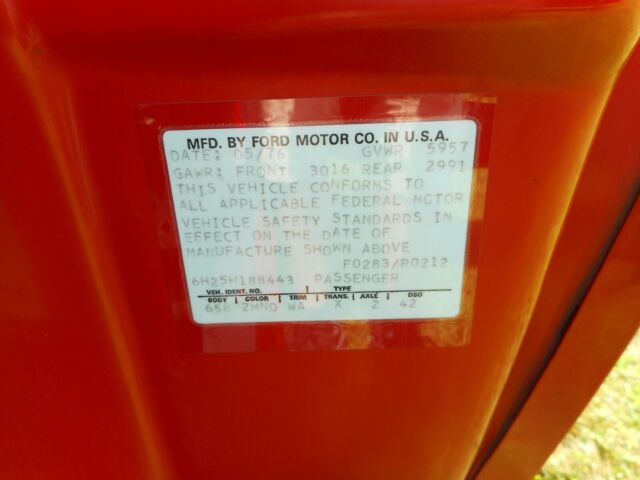 MFD. BY FORD MOTOR CO. IN U.S.A.
DATE: 05/76 GVWR 5957
GAWR: FRONT 3016 REAR 2991
THIS VEHICLE CONFORMS TO
ALL APPLICABLE FEDERAL MOTOR
VEHICLE SAFETY STANDARDS IN
EFFECT ON THE DATE OF
MANUFACTURE SHOWN ABOVE
F0283/R0212
6H25H188443 PASSENGER
VEH. IDENT. NO. TYPE
BODY COLOR TRIM TRANS. AXLE DSO
65B 2MND WA X 2 42